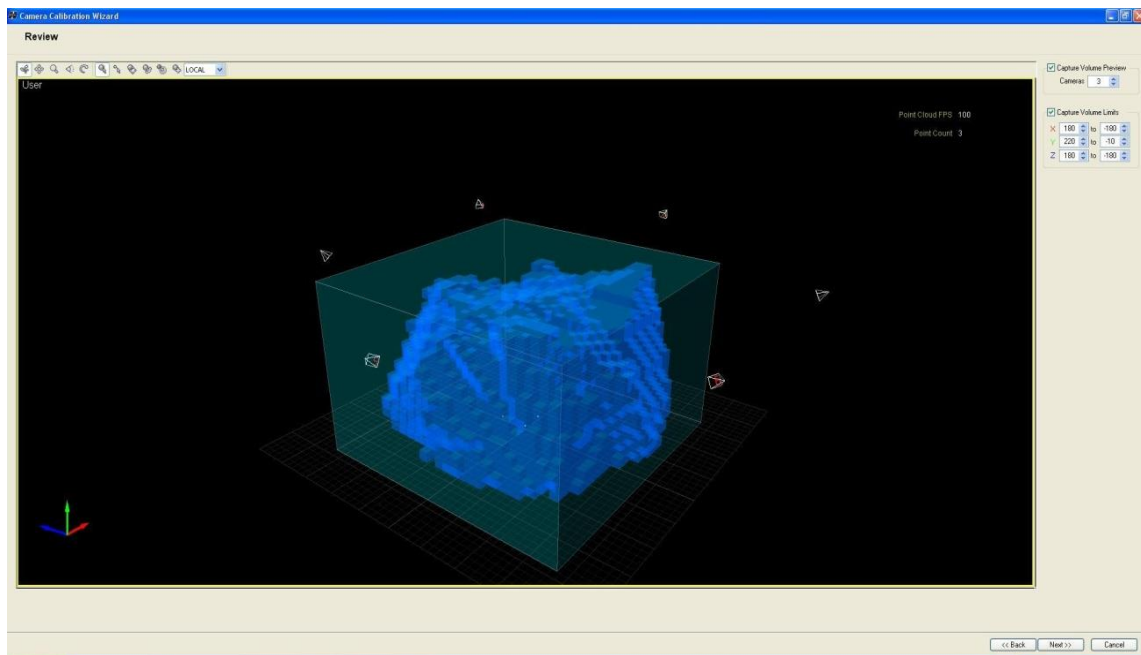 Camera Calibration Wizard
Review
LOCAL
User
Point Cloud FPS 100
Point Count 3
Capture Volume Preview
Cameras 3
Capture Volume Limits
X 180 to -180
Y 220 to -10
Z 180 to -180
<< Back Next >> Cancel